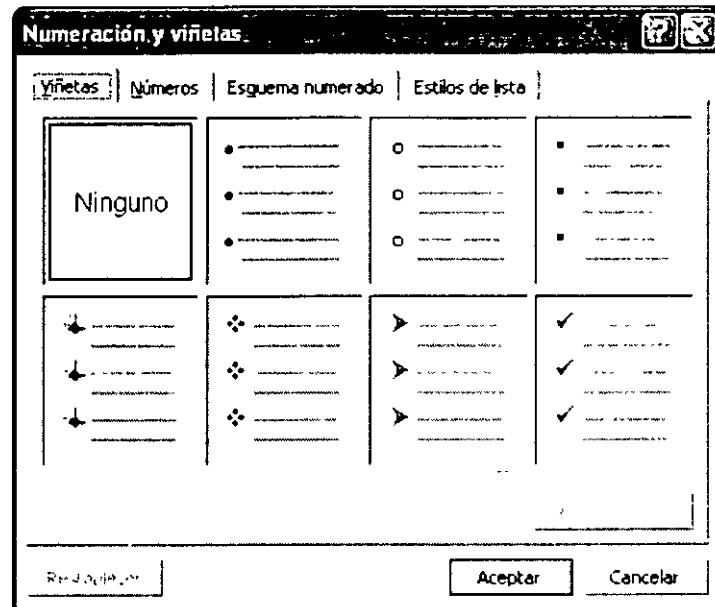 Numeración y viñetas
Viñetas Números Esquema numerado Estilos de lista
Ninguno
Aceptar Cancelar